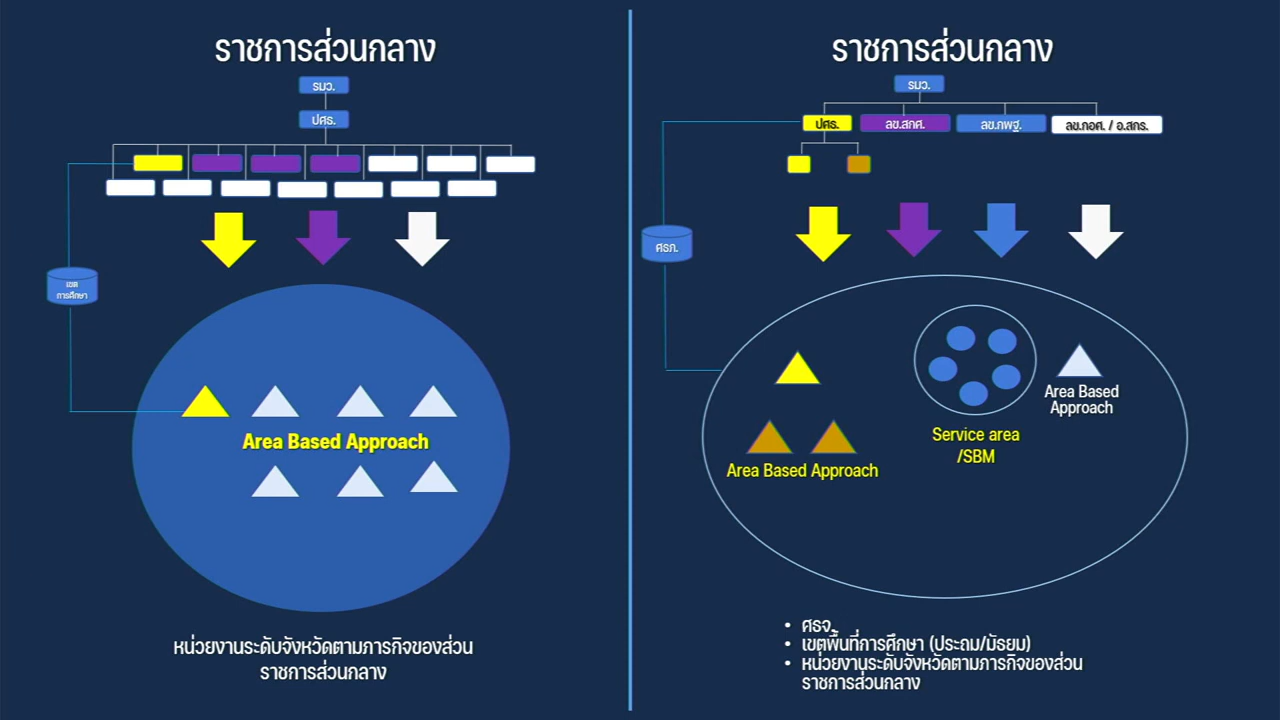 ราชการส่วนกลาง
รมว.
ปศธ.
เขต
การศึกษา
Area Based Approach
หน่วยงานระดับจังหวัดตามภารกิจของส่วน
ราชการส่วนกลาง
ราชการส่วนกลาง
รมว.
ปศธ.
ลข.สกศ.
ลข.กพฐ.
ลข.กอศ. / อ.สกร.
ศธภ.
Area Based
Approach
Service area
/SBM
Area Based Approach
• ศธจ.
• เขตพื้นที่การศึกษา (ประถม/มัธยม)
• หน่วยงานระดับจังหวัดตามภารกิจของส่วน
ราชการส่วนกลาง